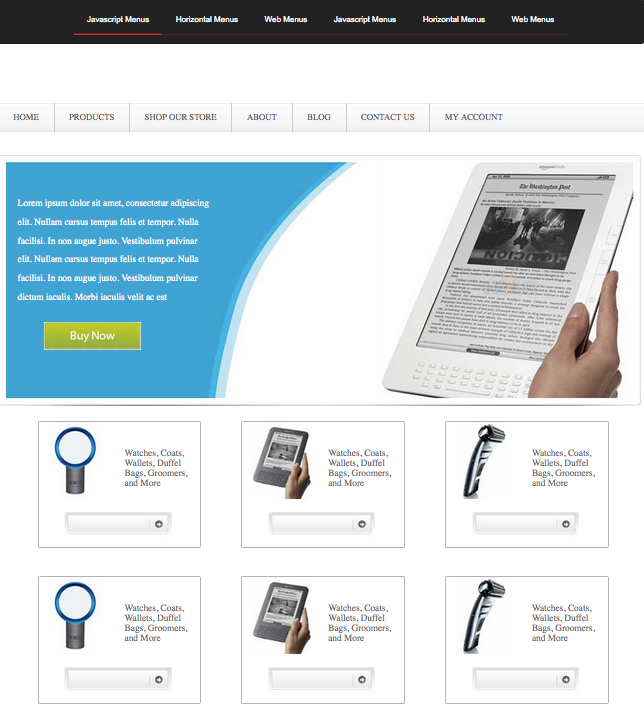 Javascript Menus Horizontal Menus Web Menus Javascript Menus Horizontal Menus Web Menus
HOME PRODUCTS SHOP OUR STORE ABOUT BLOG CONTACT US MY ACCOUNT
Lorem ipsum dolor sit amet, consectetur adipiscing
elit. Nullam cursus tempus felis et tempor. Nulla
facilisi. In non augue justo. Vestibulum pulvinar
elit. Nullam cursus tempus felis et tempor. Nulla
facilisi. In non augue justo. Vestibulum pulvinar
dictum iaculis. Morbi iaculis velit ac est
Buy Now
amazonkindle
The Washington Post
Watches, Coats,
Wallets, Duffel
Bags, Groomers,
and More
Watches, Coats,
Wallets, Duffel
Bags, Groomers,
and More
Watches, Coats,
Wallets, Duffel
Bags, Groomers,
and More
Watches, Coats,
Wallets, Duffel
Bags, Groomers,
and More
Watches, Coats,
Wallets, Duffel
Bags, Groomers,
and More
Watches, Coats,
Wallets, Duffel
Bags, Groomers,
and More